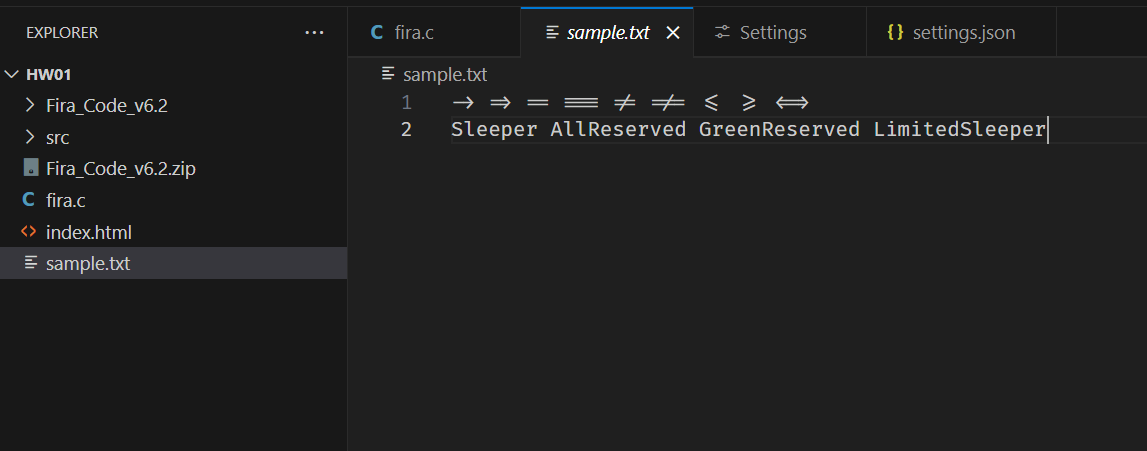 EXPLORER ...
HW01
Fira_Code_v6.2
src
Fira_Code_v6.2.zip
C fira.c
<> index.html
sample.txt
C fira.c sample.txt × Settings {} settings.json
sample.txt
1 -> => == === != !== <= >= <=>
2 Sleeper AllReserved GreenReserved LimitedSleeper